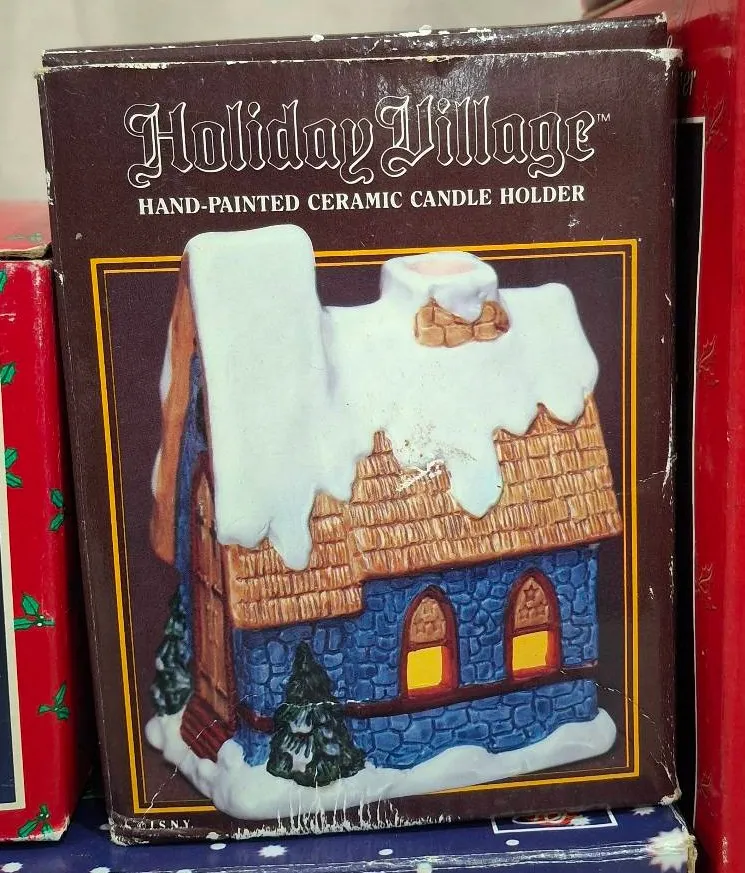 Holiday Village™
HAND-PAINTED CERAMIC CANDLE HOLDER
© I.S.N.Y.